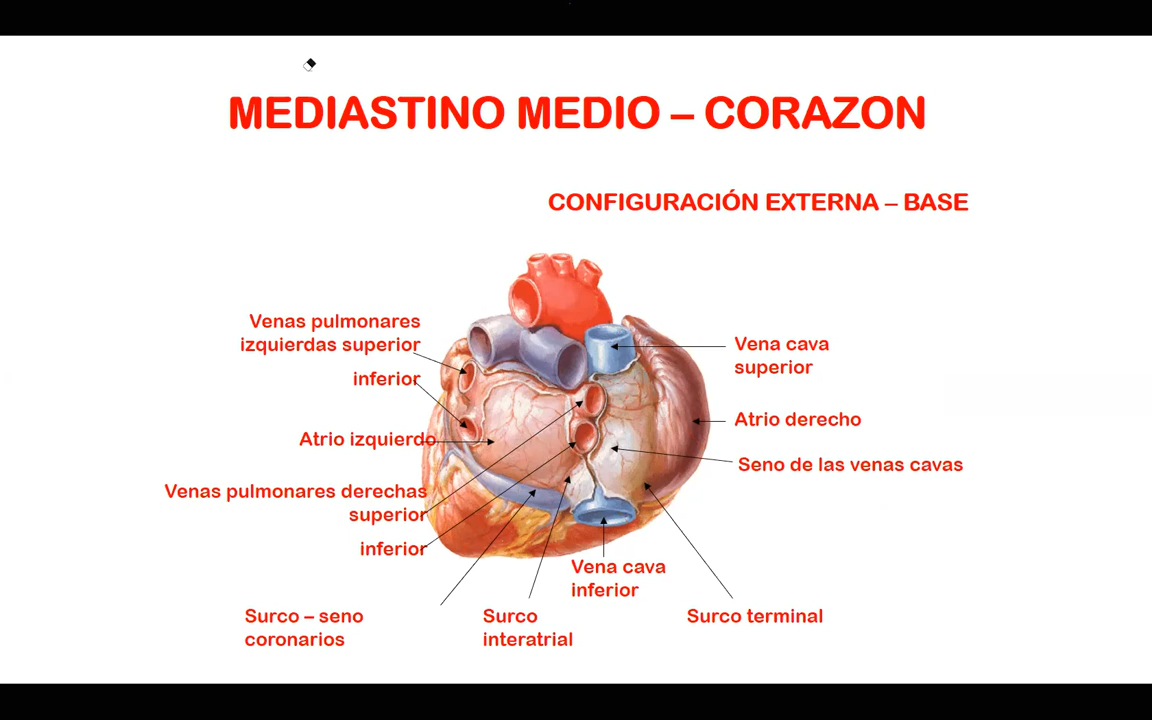 MEDIASTINO MEDIO – CORAZON
CONFIGURACIÓN EXTERNA – BASE
Venas pulmonares
izquierdas superior
inferior
Atrio izquierdo
Venas pulmonares derechas
superior
inferior
Surco – seno
coronarios
Surco
interatrial
Vena cava
inferior
Surco terminal
Vena cava
superior
Atrio derecho
Seno de las venas cavas